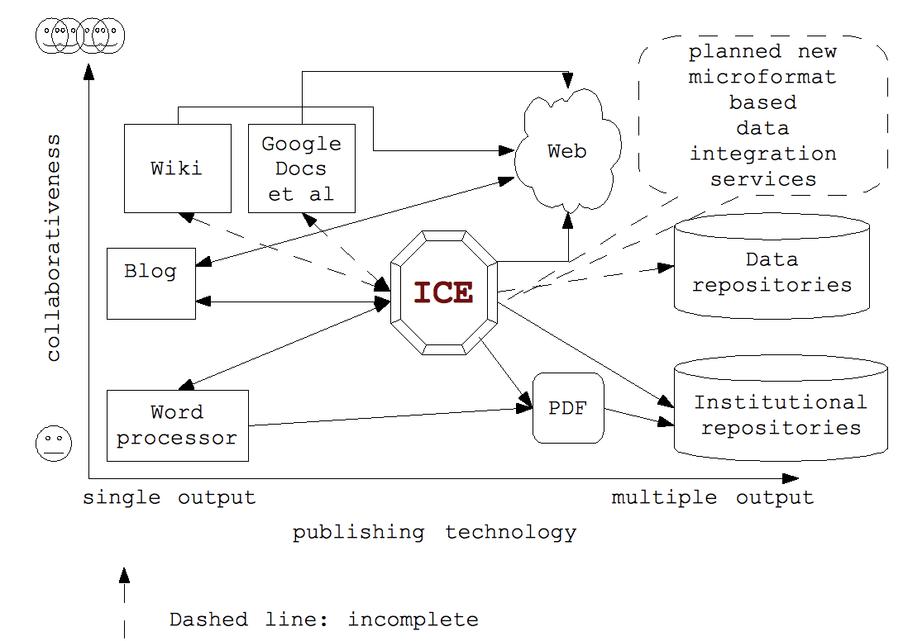 planned new
microformat
based
data
integration
services
Google
Docs
et al
Wiki
Web
collaborativeness
Blog
ICE
Data
repositories
Word
processor
PDF
Institutional
repositories
single output
multiple output
publishing technology
Dashed line: incomplete